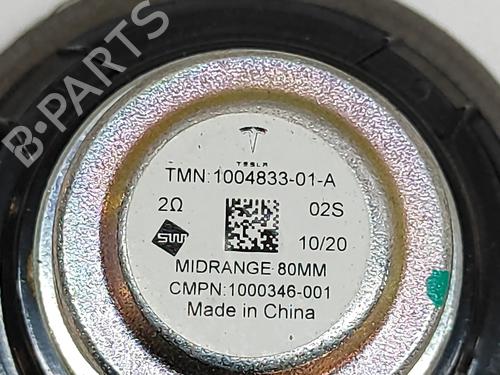 B-PARTS
TESLA
TMN:1004833-01-A
2Ω 02S
SW 10/20
MIDRANGE 80MM
CMPN:1000346-001
Made in China